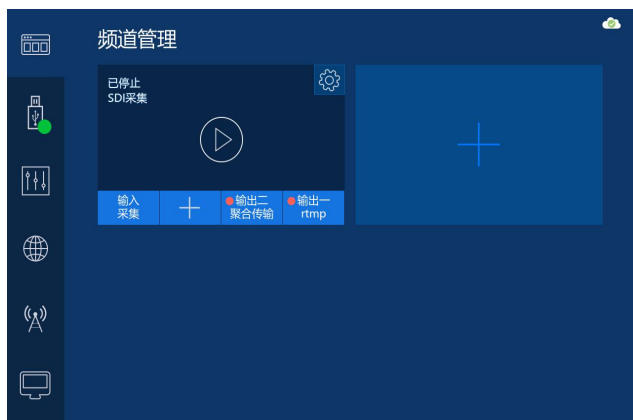 频道管理
已停止
SDI采集
输入
采集
输出二
聚合传输
输出一
rtmp